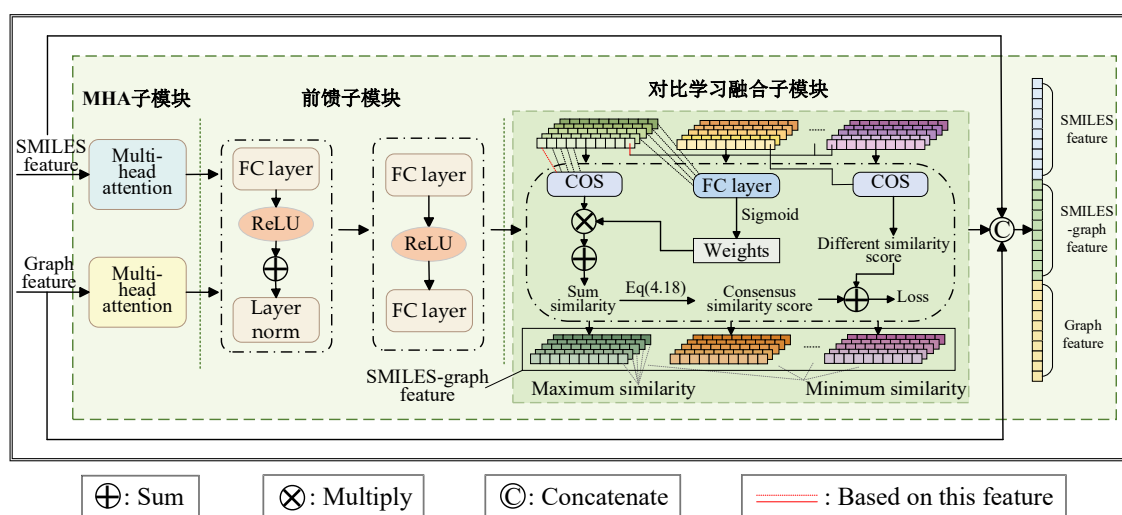 MHA子模块
前馈子模块
对比学习融合子模块
SMILES
feature
Multi-
head
attention
Graph
feature
Multi-
head
attention
FC layer
ReLU
Layer
norm
FC layer
ReLU
FC layer
......
COS
FC layer
COS
Sigmoid
Weights
Different similarity
score
Sum
similarity
Eq(4.18)
Consensus
similarity score
Loss
......
SMILES-graph
feature
Maximum similarity
Minimum similarity
C
SMILES
feature
SMILES
-graph
feature
Graph
feature
: Sum
: Multiply
C: Concatenate
: Based on this feature